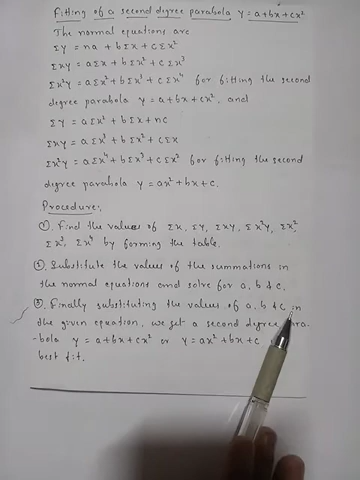 Fitting of a second degree parabola y = a+bx+cx²
The normal equations are
Σy = na + bΣx + cΣx²
Σxy = aΣx + bΣx² + cΣx³
Σx²y = aΣx² + bΣx³ + cΣx⁴ for fitting the second
degree parabola y = a+bx+cx², and
Σy = aΣx² + bΣx + nc
Σxy = aΣx³ + bΣx² + cΣx
Σx²y = aΣx⁴ + bΣx³ + cΣx² for fitting the second
degree parabola y = ax² + bx + c.
Procedure:,
①. Find the values of Σx, Σy, Σxy, Σx²y, Σx²,
Σx³, Σx⁴ by forming the table.
②. Substitute the values of the summations in
the normal equations and solve for a, b & c.
③. Finally substituting the values of a, b & c in
the given equation, we get a second degree para-
bola y = a+bx+cx² or y = ax² + bx + c
best fit.